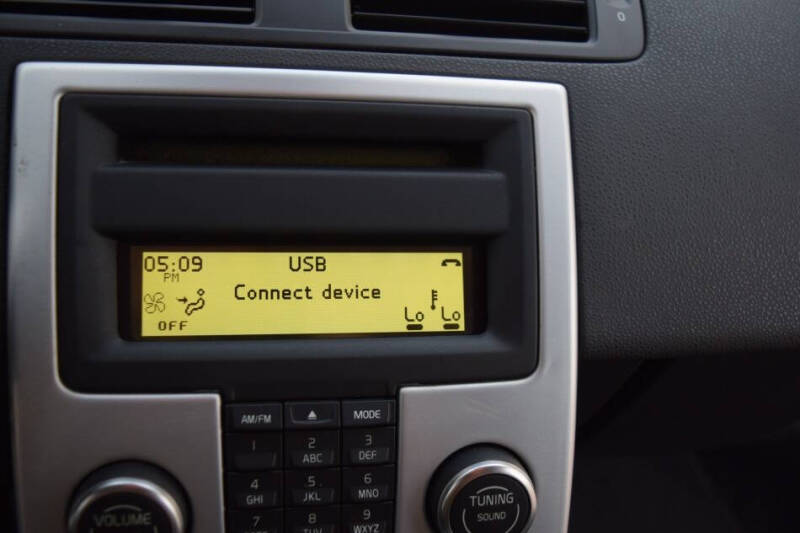 0
05:09 USB
PM
Connect device
OFF
Lo Lo
AM/FM MODE
1 2 ABC 3 DEF
4 GHI 5 JKL 6 MNO
7 8 9 WXYZ
VOLUME
TUNING
SOUND